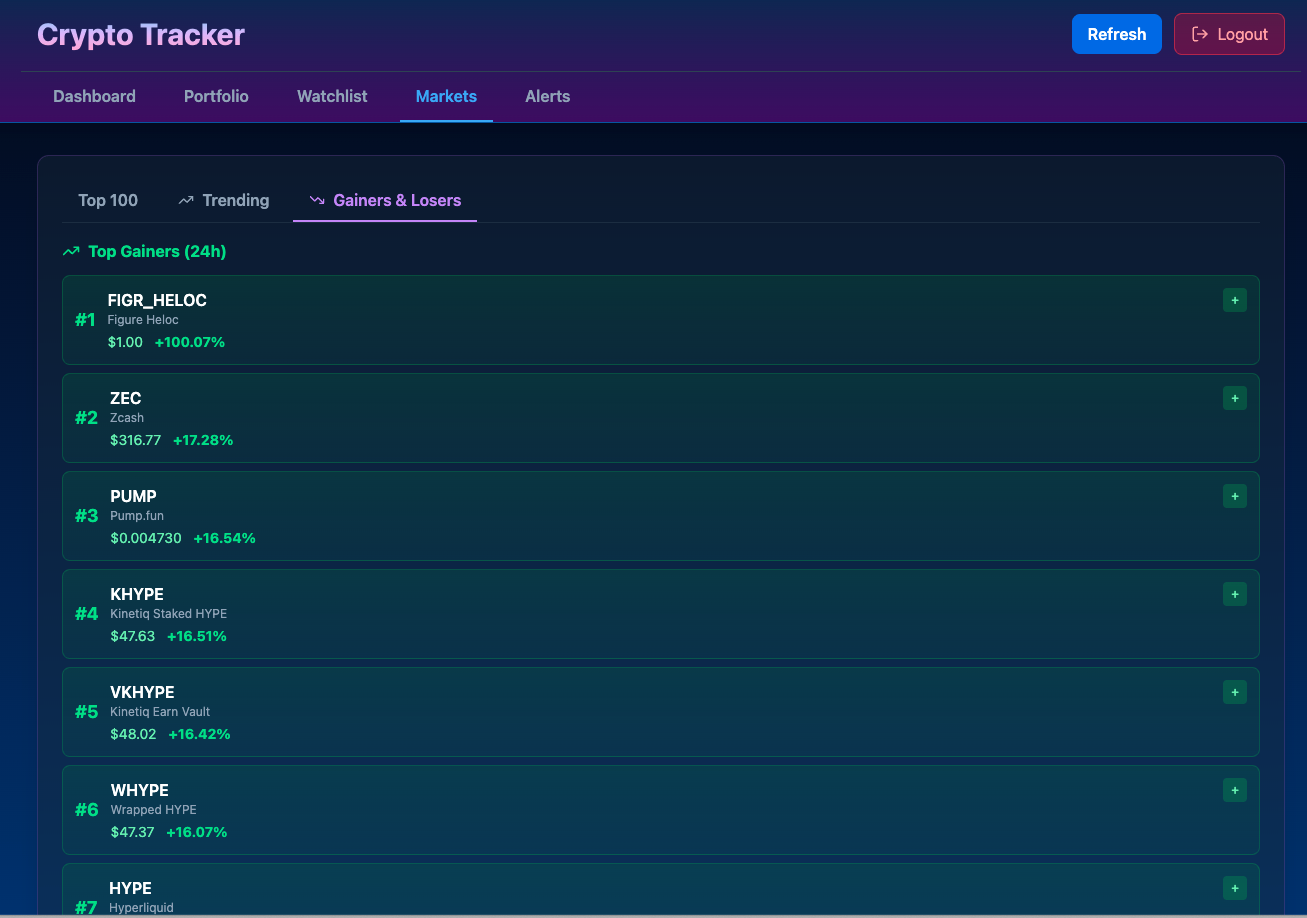 Crypto Tracker
Refresh
Logout
Dashboard
Portfolio
Watchlist
Markets
Alerts
Top 100
Trending
Gainers & Losers
Top Gainers (24h)
#1
FIGR_HELOC
Figure Heloc
$1.00 +100.07%
+
#2
ZEC
Zcash
$316.77 +17.28%
+
#3
PUMP
Pump.fun
$0.004730 +16.54%
+
#4
KHYPE
Kinetiq Staked HYPE
$47.63 +16.51%
+
#5
VKHYPE
Kinetiq Earn Vault
$48.02 +16.42%
+
#6
WHYPE
Wrapped HYPE
$47.37 +16.07%
+
#7
HYPE
Hyperliquid
+